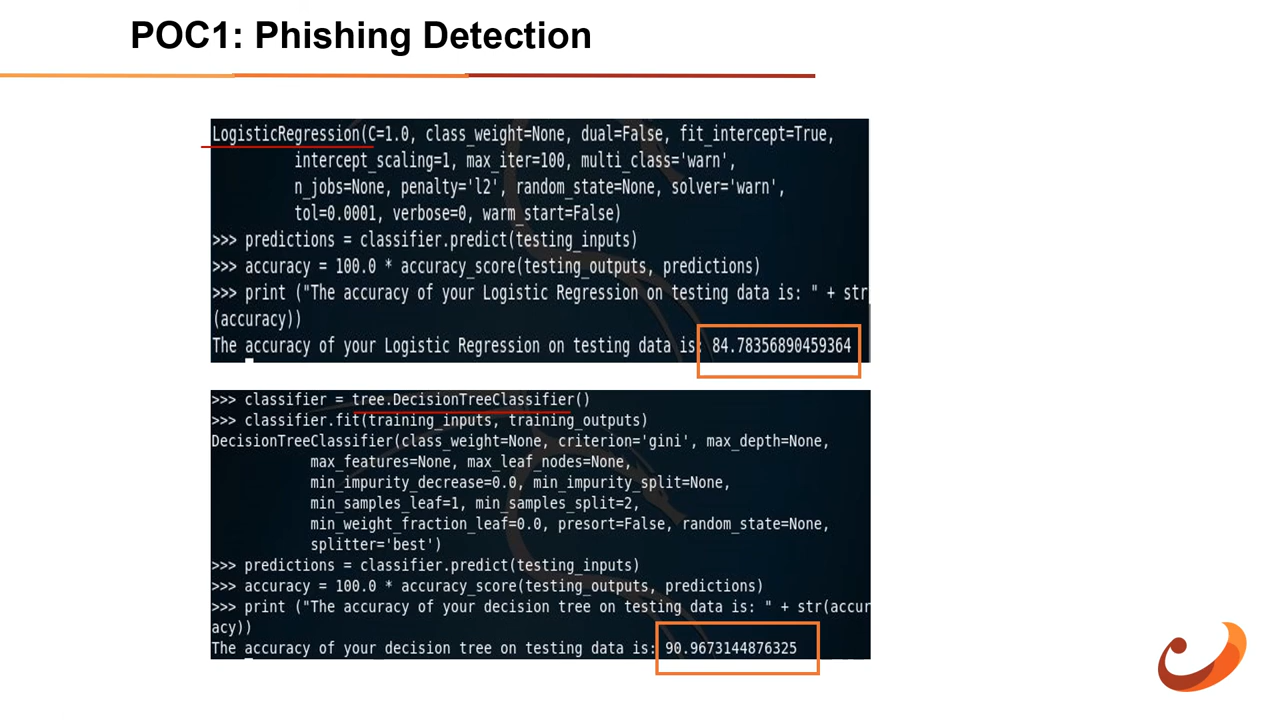 POC1: Phishing Detection
LogisticRegression(C=1.0, class_weight=None, dual=False, fit_intercept=True,
intercept_scaling=1, max_iter=100, multi_class='warn',
n_jobs=None, penalty='l2', random_state=None, solver='warn',
tol=0.0001, verbose=0, warm_start=False)
>>> predictions = classifier.predict(testing_inputs)
>>> accuracy = 100.0 * accuracy_score(testing_outputs, predictions)
>>> print ("The accuracy of your Logistic Regression on testing data is: " + str
(accuracy))
The accuracy of your Logistic Regression on testing data is: 84.78356890459364
>>> classifier = tree.DecisionTreeClassifier()
>>> classifier.fit(training_inputs, training_outputs)
DecisionTreeClassifier(class_weight=None, criterion='gini', max_depth=None,
max_features=None, max_leaf_nodes=None,
min_impurity_decrease=0.0, min_impurity_split=None,
min_samples_leaf=1, min_samples_split=2,
min_weight_fraction_leaf=0.0, presort=False, random_state=None,
splitter='best')
>>> predictions = classifier.predict(testing_inputs)
>>> accuracy = 100.0 * accuracy_score(testing_outputs, predictions)
>>> print ("The accuracy of your decision tree on testing data is: " + str(accur
acy))
The accuracy of your decision tree on testing data is: 90.9673144876325